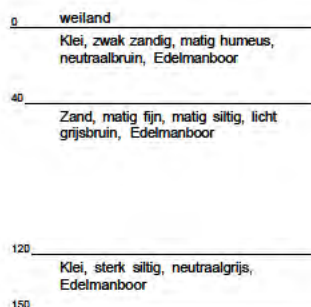 0 weiland
Klei, zwak zandig, matig humeus,
neutraalbruin, Edelmanboor
40
Zand, matig fijn, matig siltig, licht
grijsbruin, Edelmanboor
120
Klei, sterk siltig, neutraalgrijs,
Edelmanboor
150